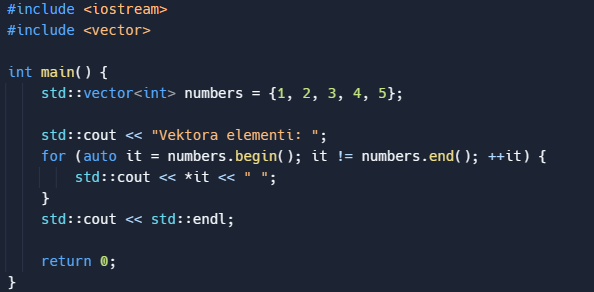 #include <iostream>
#include <vector>

int main() {
    std::vector<int> numbers = {1, 2, 3, 4, 5};

    std::cout << "Vektora elementi: ";
    for (auto it = numbers.begin(); it != numbers.end(); ++it) {
        std::cout << *it << " ";
    }
    std::cout << std::endl;

    return 0;
}